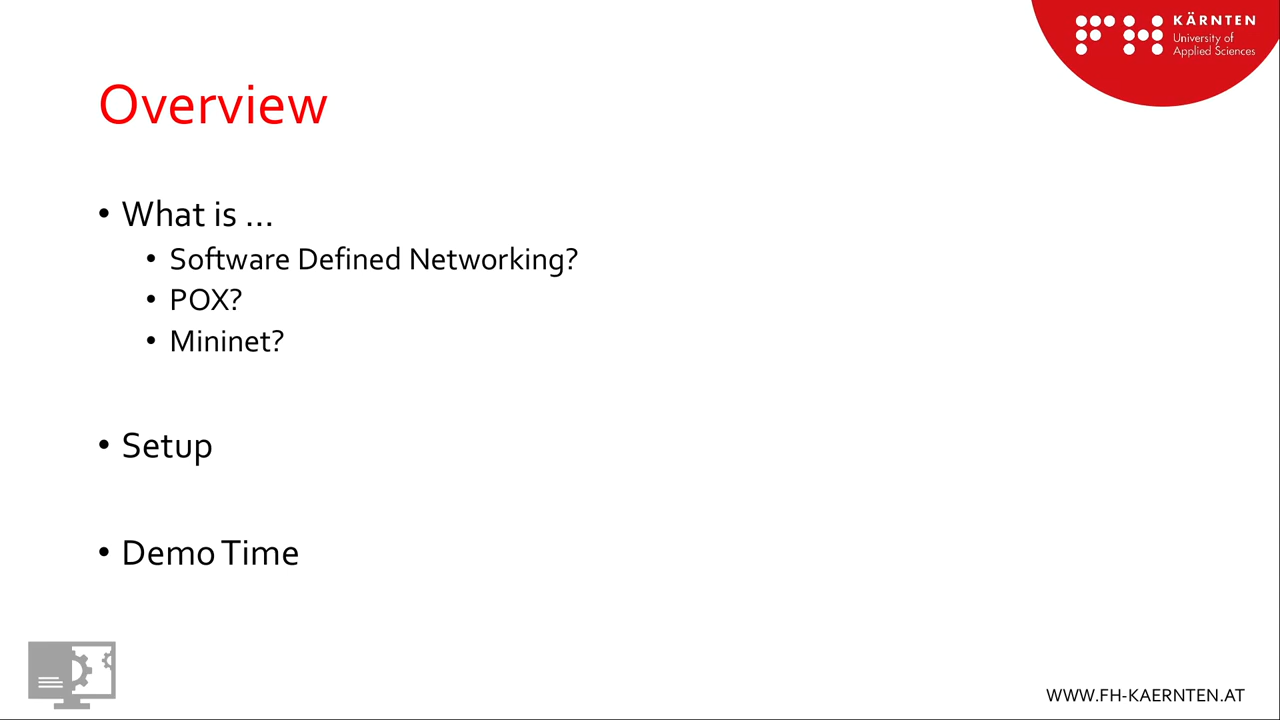 KÄRNTEN
University of
Applied Sciences
Overview
• What is ...
• Software Defined Networking?
• POX?
• Mininet?
• Setup
• Demo Time
WWW.FH-KAERNTEN.AT